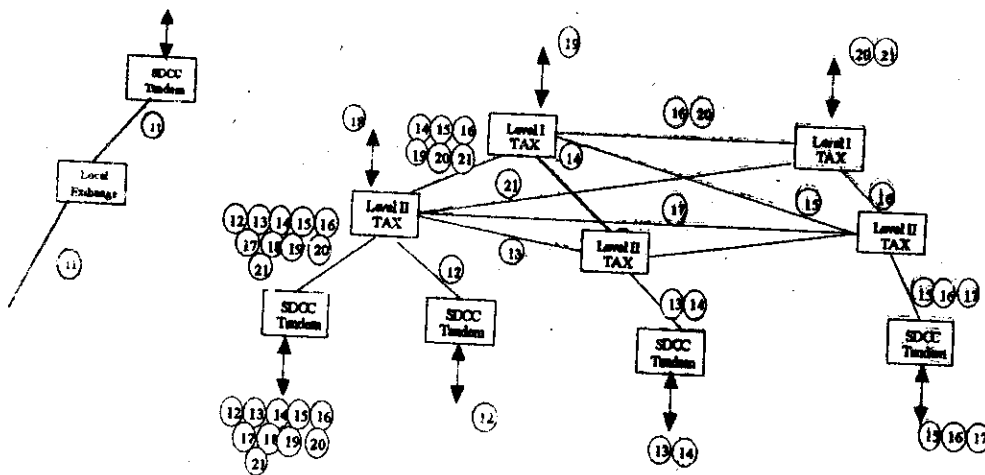 19
20 21
SDCC
Tandem
11
18
14 15 16
19 20 21
Level I
TAX
16 20
Level I
TAX
14
Local
Exchange
21
17
15
16
12 13 14 15 16
17 18 19 20
21
Level II
TAX
13
Level II
TAX
Level II
TAX
11
12
13 14
15 16 17
SDCC
Tandem
SDCC
Tandem
SDCC
Tandem
SDCC
Tandem
12 13 14 15 16
17 18 19 20
21
12
13 14
15 16 17